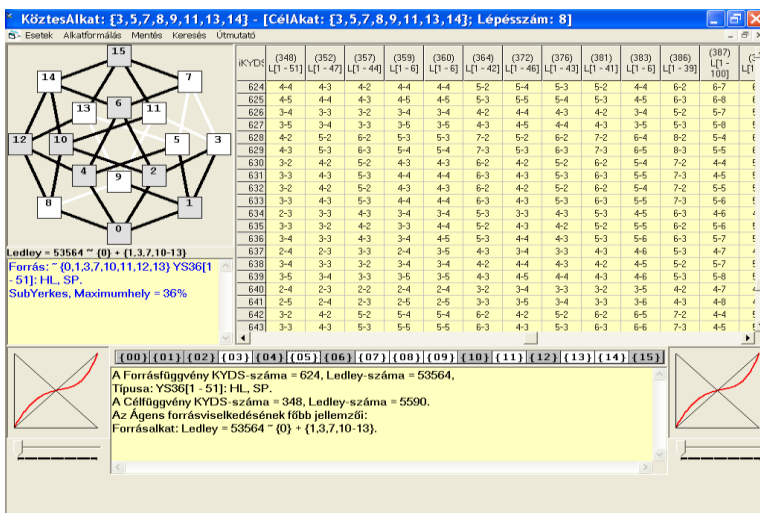 KöztesAlkat: {3,5,7,8,9,11,13,14} - [CélAkat: {3,5,7,8,9,11,13,14}; Lépésszám: 8]
Esetek Alkatformálás Mentés Keresés Útmutató
15
14 7
13 6 11
12 10 5 3
4 9 2
8 1
0
Ledley = 53564 ~ {0} + {1,3,7,10-13}
Forrás: ~ {0,1,3,7,10,11,12,13} YS36[1
- 51]: HL, SP.
SubYerkes, Maximumhely = 36%
iKYDS (348) (352) (357) (359) (360) (364) (372) (376) (381) (383) (386) (387)
L[1 - 51] L[1 - 47] L[1 - 44] L[1 - 6] L[1 - 6] L[1 - 42] L[1 - 46] L[1 - 43] L[1 - 41] L[1 - 6] L[1 - 39] L[1 - 100]
624 4-4 4-3 4-2 4-4 4-4 5-2 5-4 5-3 5-2 4-4 6-2 6-7
625 4-5 4-4 4-3 4-5 4-5 5-3 5-5 5-4 5-3 4-5 6-3 6-8
626 3-4 3-3 3-2 3-4 3-4 4-2 4-4 4-3 4-2 3-4 5-2 5-7
627 3-5 3-4 3-3 3-5 3-5 4-3 4-5 4-4 4-3 3-5 5-3 5-8
628 4-2 5-2 6-2 5-3 5-3 7-2 5-2 6-2 7-2 6-4 8-2 5-4
629 4-3 5-3 6-3 5-4 5-4 7-3 5-3 6-3 7-3 6-5 8-3 5-5
630 3-2 4-2 5-2 4-3 4-3 6-2 4-2 5-2 6-2 5-4 7-2 4-4
631 3-3 4-3 5-3 4-4 4-4 6-3 4-3 5-3 6-3 5-5 7-3 4-5
632 3-2 4-2 5-2 4-3 4-3 6-2 4-2 5-2 6-2 5-4 7-2 5-5
633 3-3 4-3 5-3 4-4 4-4 6-3 4-3 5-3 6-3 5-5 7-3 5-6
634 2-3 3-3 4-3 3-4 3-4 5-3 3-3 4-3 5-3 4-5 6-3 4-6
635 3-3 3-2 4-2 3-3 4-4 5-2 4-3 4-2 5-2 5-5 6-2 5-6
636 3-4 3-3 4-3 3-4 4-5 5-3 4-4 4-3 5-3 5-6 6-3 5-7
637 2-4 2-3 3-3 2-4 3-5 4-3 3-4 3-3 4-3 4-6 5-3 4-7
638 3-4 3-3 3-2 3-4 3-4 4-2 4-4 4-3 4-2 4-5 5-2 5-7
639 3-5 3-4 3-3 3-5 3-5 4-3 4-5 4-4 4-3 4-6 5-3 5-8
640 2-4 2-3 2-2 2-4 2-4 3-2 3-4 3-3 3-2 3-5 4-2 4-7
641 2-5 2-4 2-3 2-5 2-5 3-3 3-5 3-4 3-3 3-6 4-3 4-8
642 3-2 4-2 5-2 5-4 5-4 6-2 4-2 5-2 6-2 6-5 7-2 4-4
643 3-3 4-3 5-3 5-5 5-5 6-3 4-3 5-3 6-3 6-6 7-3 4-5
{00} {01} {02} {03} {04} {05} {06} {07} {08} {09} {10} {11} {12} {13} {14} {15}
A Forrásfüggvény KYDS-száma = 624, Ledley-száma = 53564,
Típusa: YS36[1 - 51]: HL, SP.
A Célfüggvény KYDS-száma = 348, Ledley-száma = 5590.
Az Ágens forrásviselkedésének főbb jellemzői:
Forrásalkat: Ledley = 53564 ~ {0} + {1,3,7,10-13}.